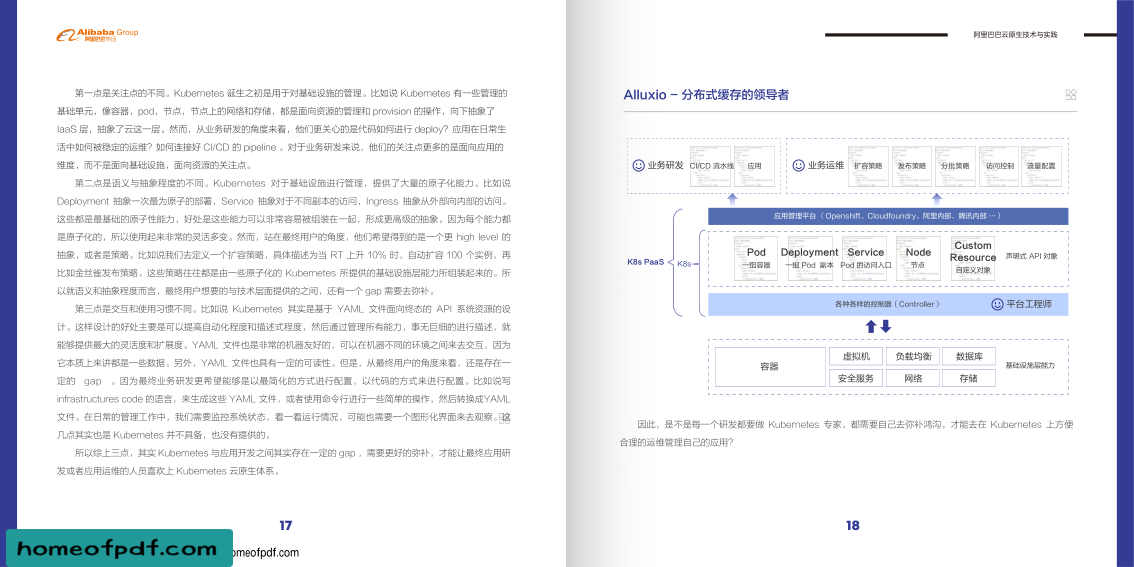 Alibaba Group
阿里巴巴集团
第一点是关注点的不同。Kubernetes 诞生之初是用于对基础设施的管理。比如说 Kubernetes 有一些管理的
基础单元，像容器，pod，节点，节点上的网络和存储，都是面向资源的管理和 provision 的操作，向下抽象了
IaaS 层，抽象了云这一层。然而，从业务研发的角度来看，他们更关心的是代码如何进行 deploy？应用在日常生
活中如何被稳定的运维？如何连接好 CI/CD 的 pipeline 。对于业务研发来说，他们的关注点更多的是面向应用的
维度，而不是面向基础设施，面向资源的关注点。
第二点是语义与抽象程度的不同。Kubernetes 对于基础设施进行管理，提供了大量的原子化能力。比如说
Deployment 抽象一次最为原子的部署，Service 抽象对于不同副本的访问，Ingress 抽象从外部向内部的访问。
这些都是最基础的原子性能力，好处是这些能力可以非常容易被组装在一起，形成更高级的抽象。因为每个能力都
是原子化的，所以使用起来非常的灵活多变。然而，站在最终用户的角度，他们希望得到的是一个更 high level 的
抽象，或者是策略。比如说我们去定义一个扩容策略，具体描述为当 RT 上升 10% 时，自动扩容 100 个实例，再
比如金丝雀发布策略。这些策略往往都是由一些原子化的 Kubernetes 所提供的基础设施层能力所组装起来的。所
以就语义和抽象程度而言，最终用户想要的与技术层面提供的之间，还有一个 gap 需要去弥补。
第三点是交互和使用习惯不同。比如说 Kubernetes 其实是基于 YAML 文件面向终态的 API 系统资源的设
计。这样设计的好处主要是可以提高自动化程度和描述式程度，然后通过管理所有能力，事无巨细的进行描述，就
能够提供最大的灵活度和扩展度。YAML 文件也是非常的机器友好的，可以在机器不同的环境之间来去交互，因为
它本质上来讲都是一些数据。另外，YAML 文件也具有一定的可读性。但是，从最终用户的角度来看，还是存在一
定的 gap 。因为最终业务研发更希望能够是以最简化的方式进行配置，以代码的方式来进行配置。比如说写
infrastructures code 的语言，来生成这些 YAML 文件，或者使用命令行进行一些简单的操作，然后转换成YAML
文件。在日常的管理工作中，我们需要监控系统状态，看一看运行情况，可能也需要一个图形化界面来去观察。这
几点其实也是 Kubernetes 并不具备，也没有提供的。
所以综上三点，其实 Kubernetes 与应用开发之间其实存在一定的 gap ，需要更好的弥补，才能让最终应用研
发或者应用运维的人员喜欢上 Kubernetes 云原生体系。
17
homeofpdf.com
omeofpdf.com
阿里巴巴云原生技术与实践
Alluxio – 分布式缓存的领导者
业务研发 CI/CD 流水线 应用
业务运维 扩容策略 发布策略 分批策略 访问控制 流量配置
应用管理平台（ Openshift、Cloudfoundry、阿里内部、腾讯内部 … ）
K8s PaaS
K8s
Pod
一组容器
Deployment
一组 Pod 副本
Service
Pod 的访问入口
Node
节点
Custom
Resource
自定义对象
声明式 API 对象
各种各样的控制器（ Controller ）
平台工程师
容器
虚拟机 负载均衡 数据库
安全服务 网络 存储
基础设施层能力
因此，是不是每一个研发都要做 Kubernetes 专家，都需要自己去弥补鸿沟，才能去在 Kubernetes 上方便
合理的运维管理自己的应用？
18